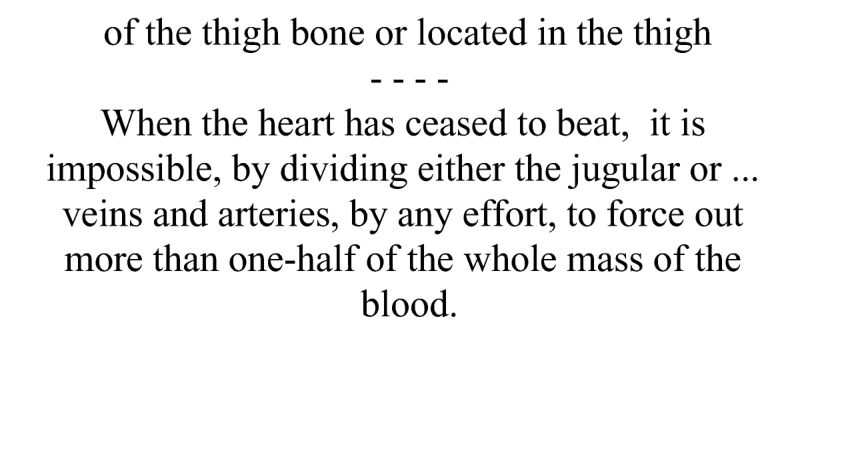 of the thigh bone or located in the thigh
- - - -
When the heart has ceased to beat,  it is
impossible, by dividing either the jugular or ...
veins and arteries, by any effort, to force out
more than one-half of the whole mass of the
blood.